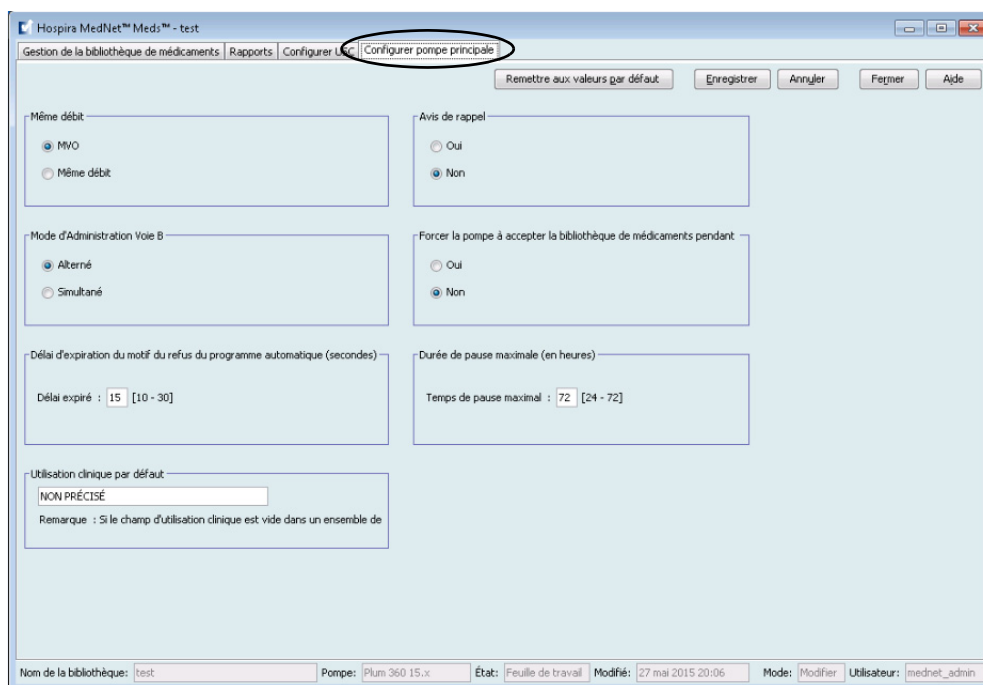 Hospira MedNet™ Meds™ - test
Gestion de la bibliothèque de médicaments Rapports Configurer USC Configurer pompe principale
Remettre aux valeurs par défaut Enregistrer Annuler Fermer Aide
Même débit
MVO
Même débit
Avis de rappel
Oui
Non
Mode d'Administration Voie B
Alterné
Simultané
Forcer la pompe à accepter la bibliothèque de médicaments pendant
Oui
Non
Délai d'expiration du motif du refus du programme automatique (secondes)
Délai expiré : 15 [10 - 30]
Durée de pause maximale (en heures)
Temps de pause maximal : 72 [24 - 72]
Utilisation clinique par défaut
NON PRÉCISÉ
Remarque : Si le champ d'utilisation clinique est vide dans un ensemble de
Nom de la bibliothèque: test Pompe: Plum 360 15.x État: Feuille de travail Modifié: 27 mai 2015 20:06 Mode: Modifier Utilisateur: mednet_admin